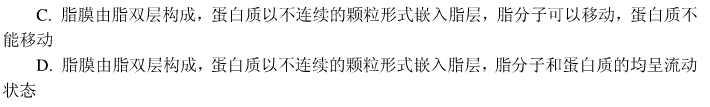 C. 脂膜由脂双层构成，蛋白质以不连续的颗粒形式嵌入脂层，脂分子可以移动，蛋白质不
能移动
D. 脂膜由脂双层构成，蛋白质以不连续的颗粒形式嵌入脂层，脂分子和蛋白质的均呈流动
状态